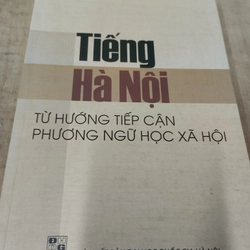 Tiếng
Hà Nội
TỪ HƯỚNG TIẾP CẬN
PHƯƠNG NGỮ HỌC XÃ HỘI